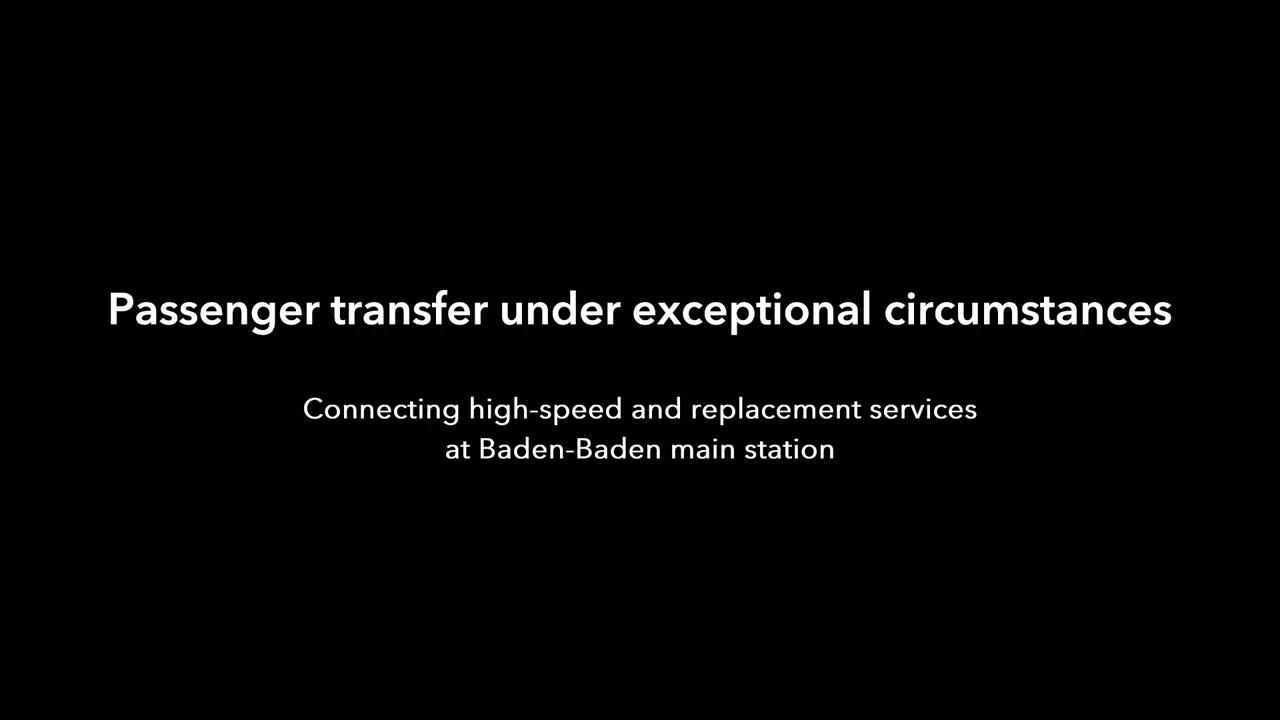 Passenger transfer under exceptional circumstances
Connecting high-speed and replacement services
at Baden-Baden main station